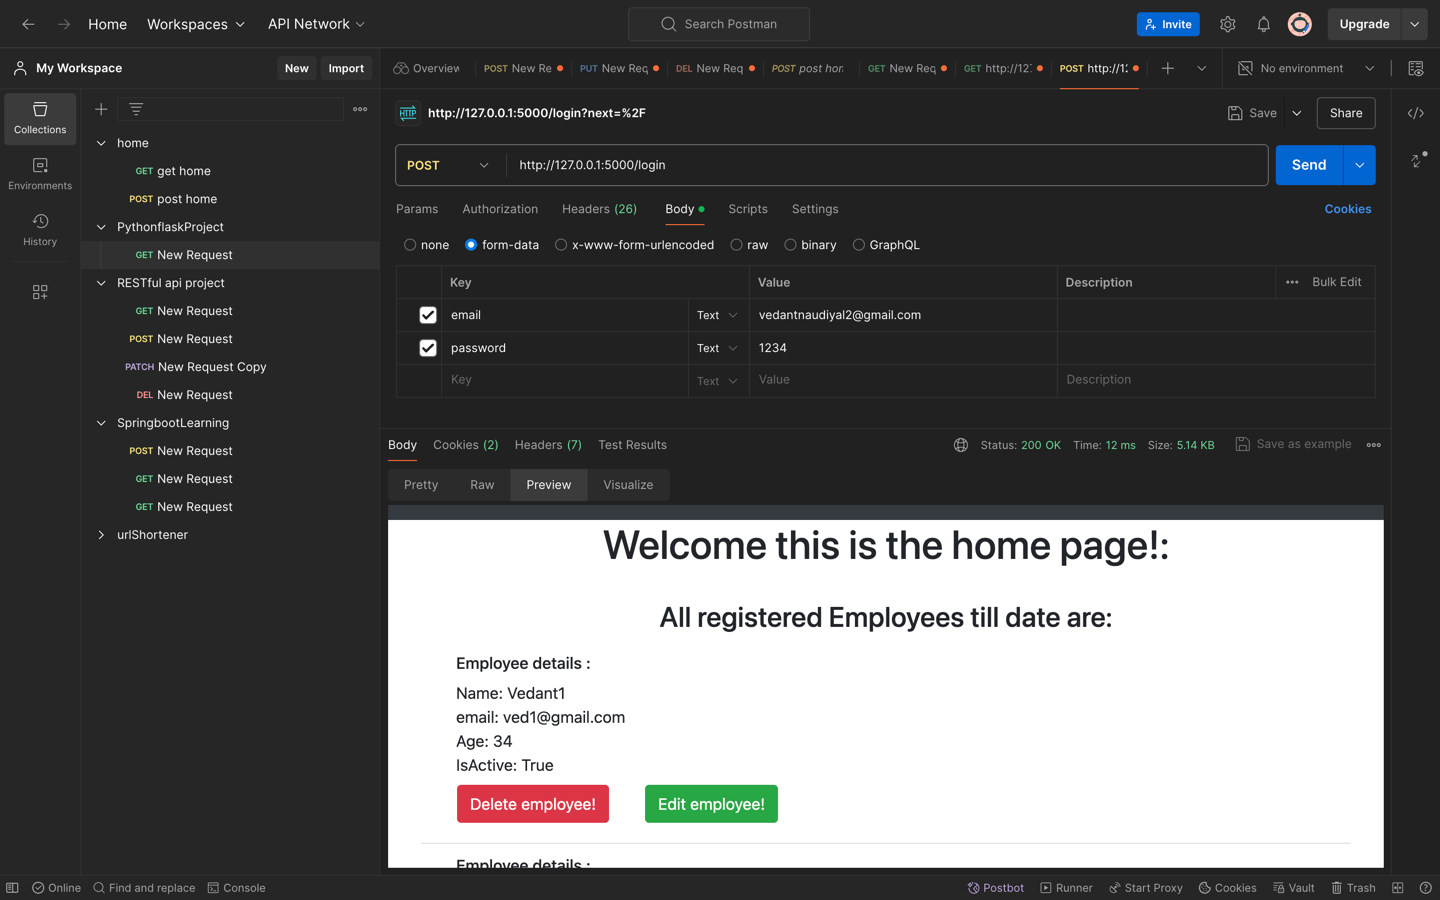 Home
Workspaces
API Network
Search Postman
Invite
Upgrade
My Workspace
New
Import
Overview
POST New Re
PUT New Req
DEL New Req
POST post hor
GET New Req
GET http://127
POST http://12
No environment
Collections
Environments
History
home
GET get home
POST post home
PythonflaskProject
GET New Request
RESTful api project
GET New Request
POST New Request
PATCH New Request Copy
DEL New Request
SpringbootLearning
POST New Request
GET New Request
GET New Request
urlShortener
HTTP
http://127.0.0.1:5000/login?next=%2F
Save
Share
POST
http://127.0.0.1:5000/login
Send
Params
Authorization
Headers (26)
Body
Scripts
Settings
Cookies
none
form-data
x-www-form-urlencoded
raw
binary
GraphQL
Key
Value
Description
Bulk Edit
email
Text
vedantnaudiyal2@gmail.com
password
Text
1234
Key
Text
Value
Description
Body
Cookies (2)
Headers (7)
Test Results
Status: 200 OK
Time: 12 ms
Size: 5.14 KB
Save as example
Pretty
Raw
Preview
Visualize
Welcome this is the home page!:
All registered Employees till date are:
Employee details :
Name: Vedant1
email: ved1@gmail.com
Age: 34
IsActive: True
Delete employee!
Edit employee!
Employee details :
Online
Find and replace
Console
Postbot
Runner
Start Proxy
Cookies
Vault
Trash